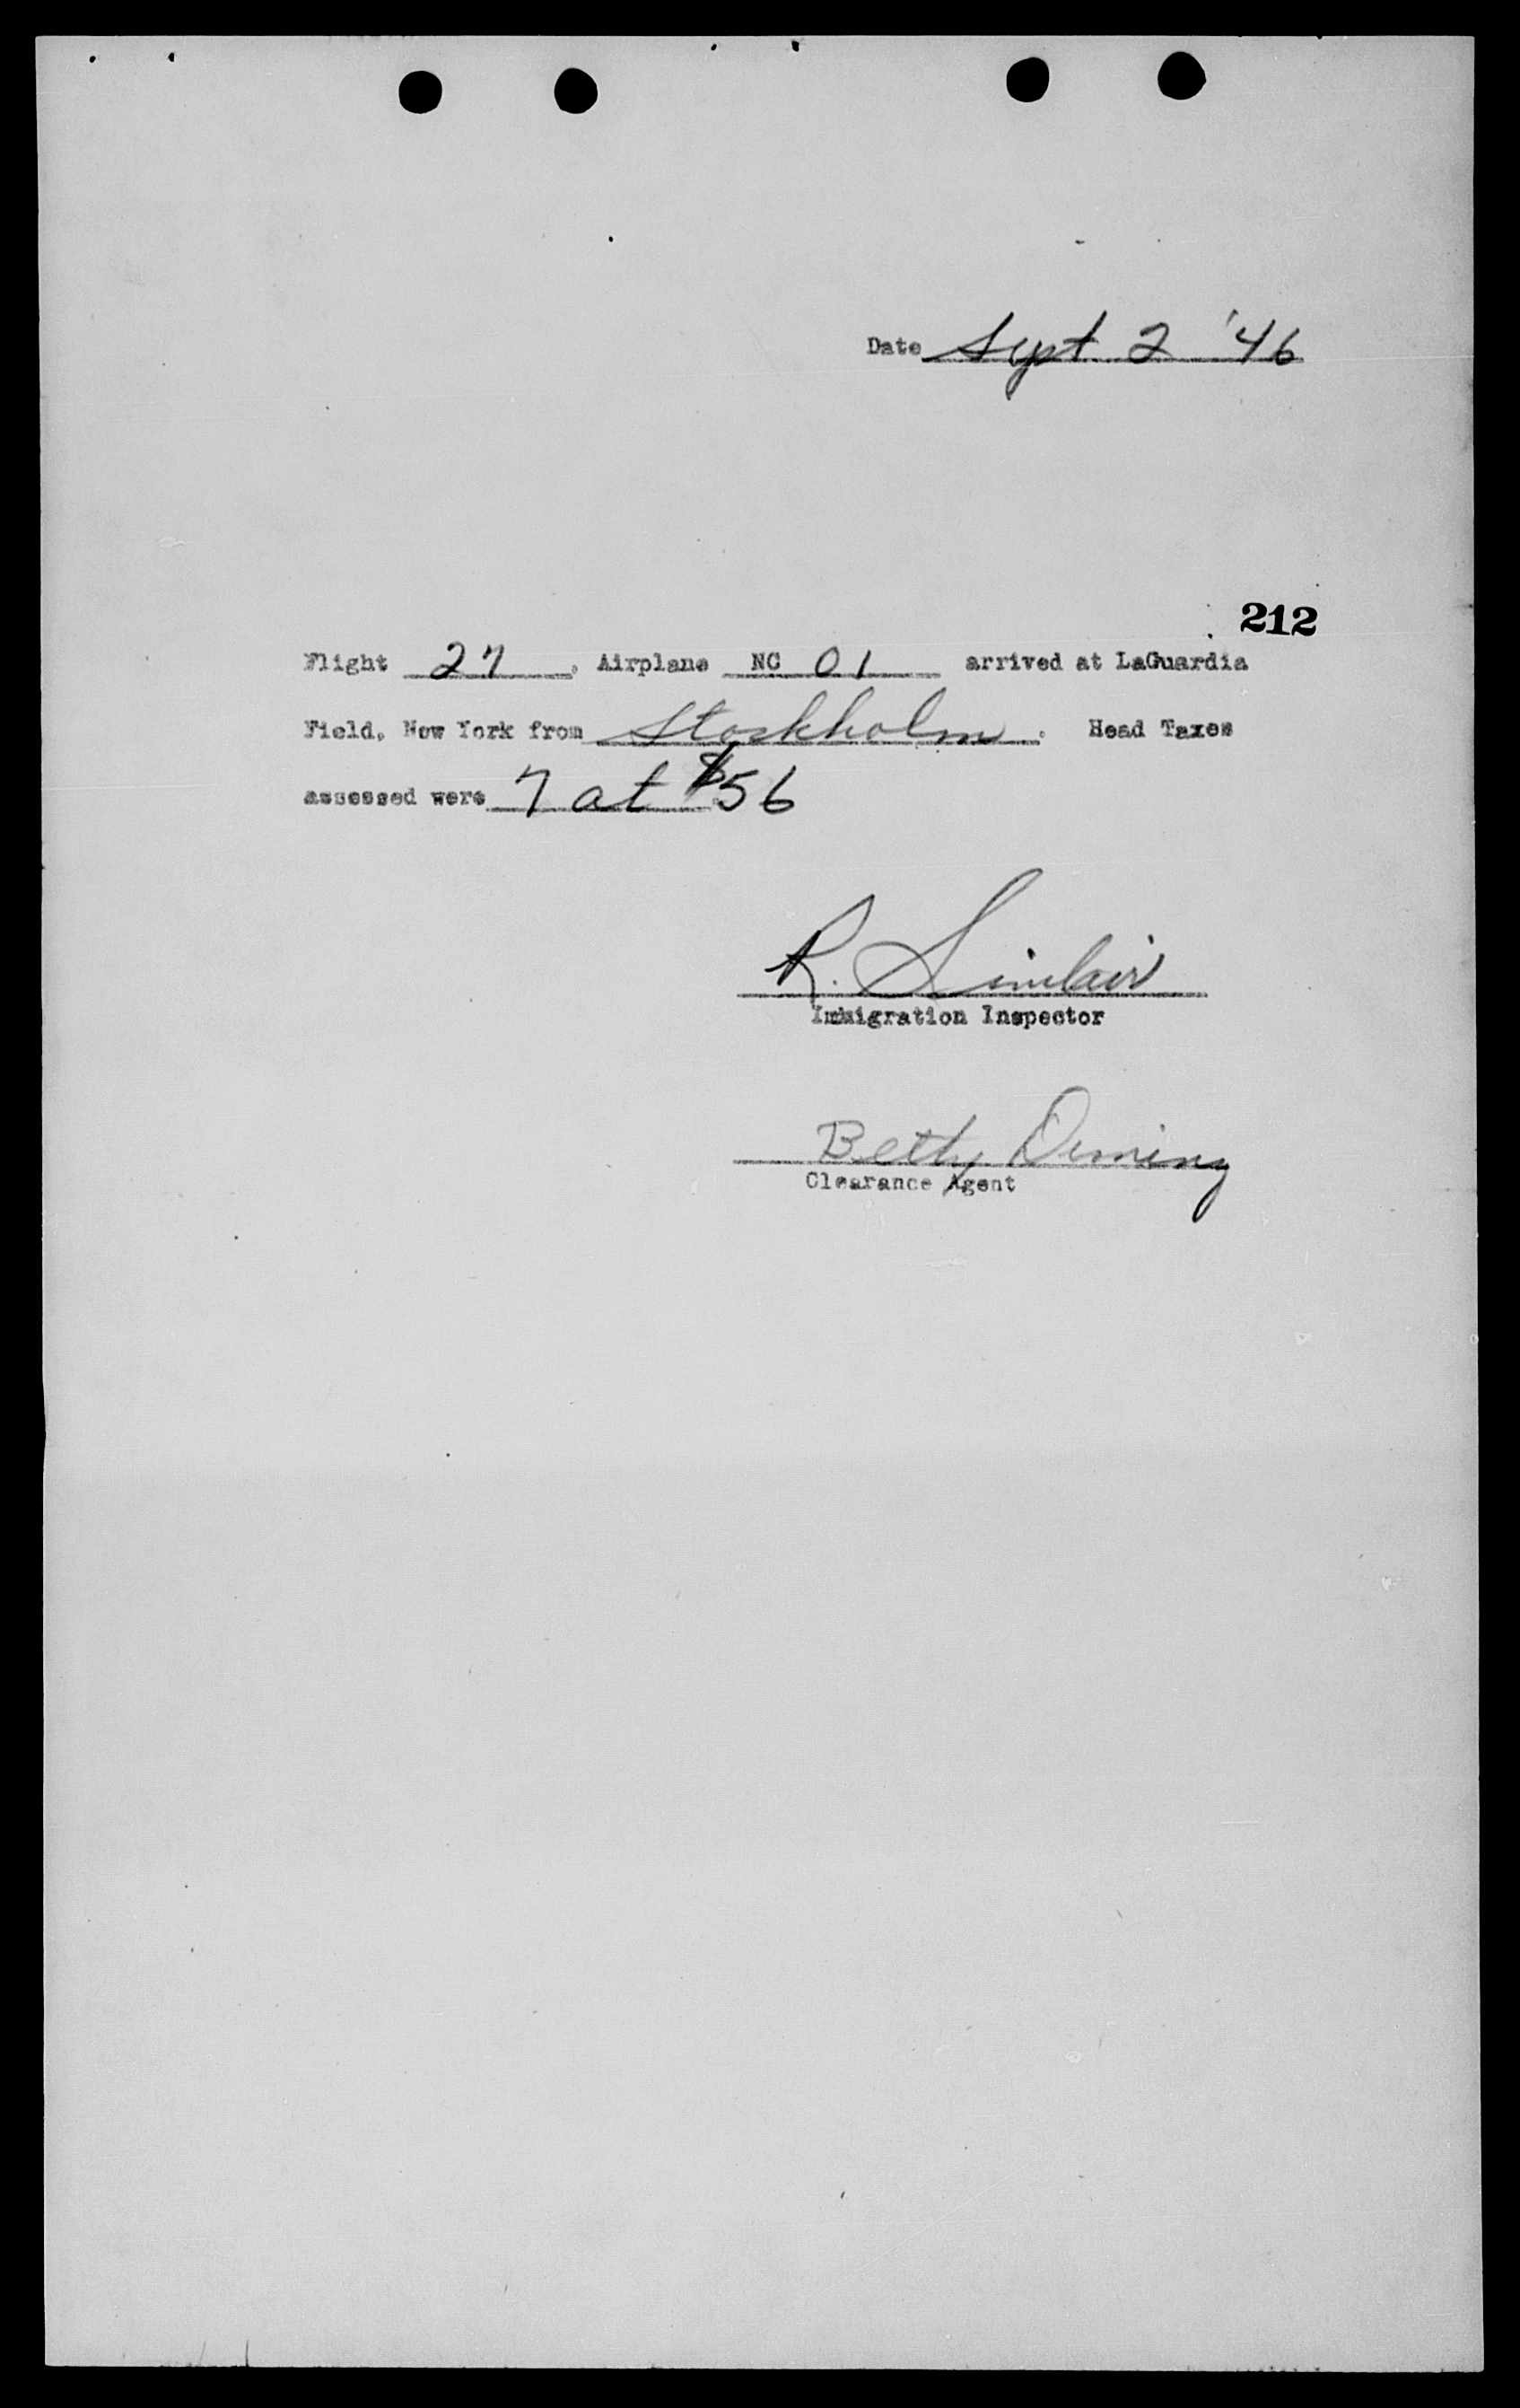 Date Sept 2 '46
212
Flight 27, Airplane NC 01 arrived at LaGuardia
Field, New York from Stockholm. Head Taxes
assessed were 7 at $56
R. Sinclair
Immigration Inspector
Betty Deming
Clearance Agent